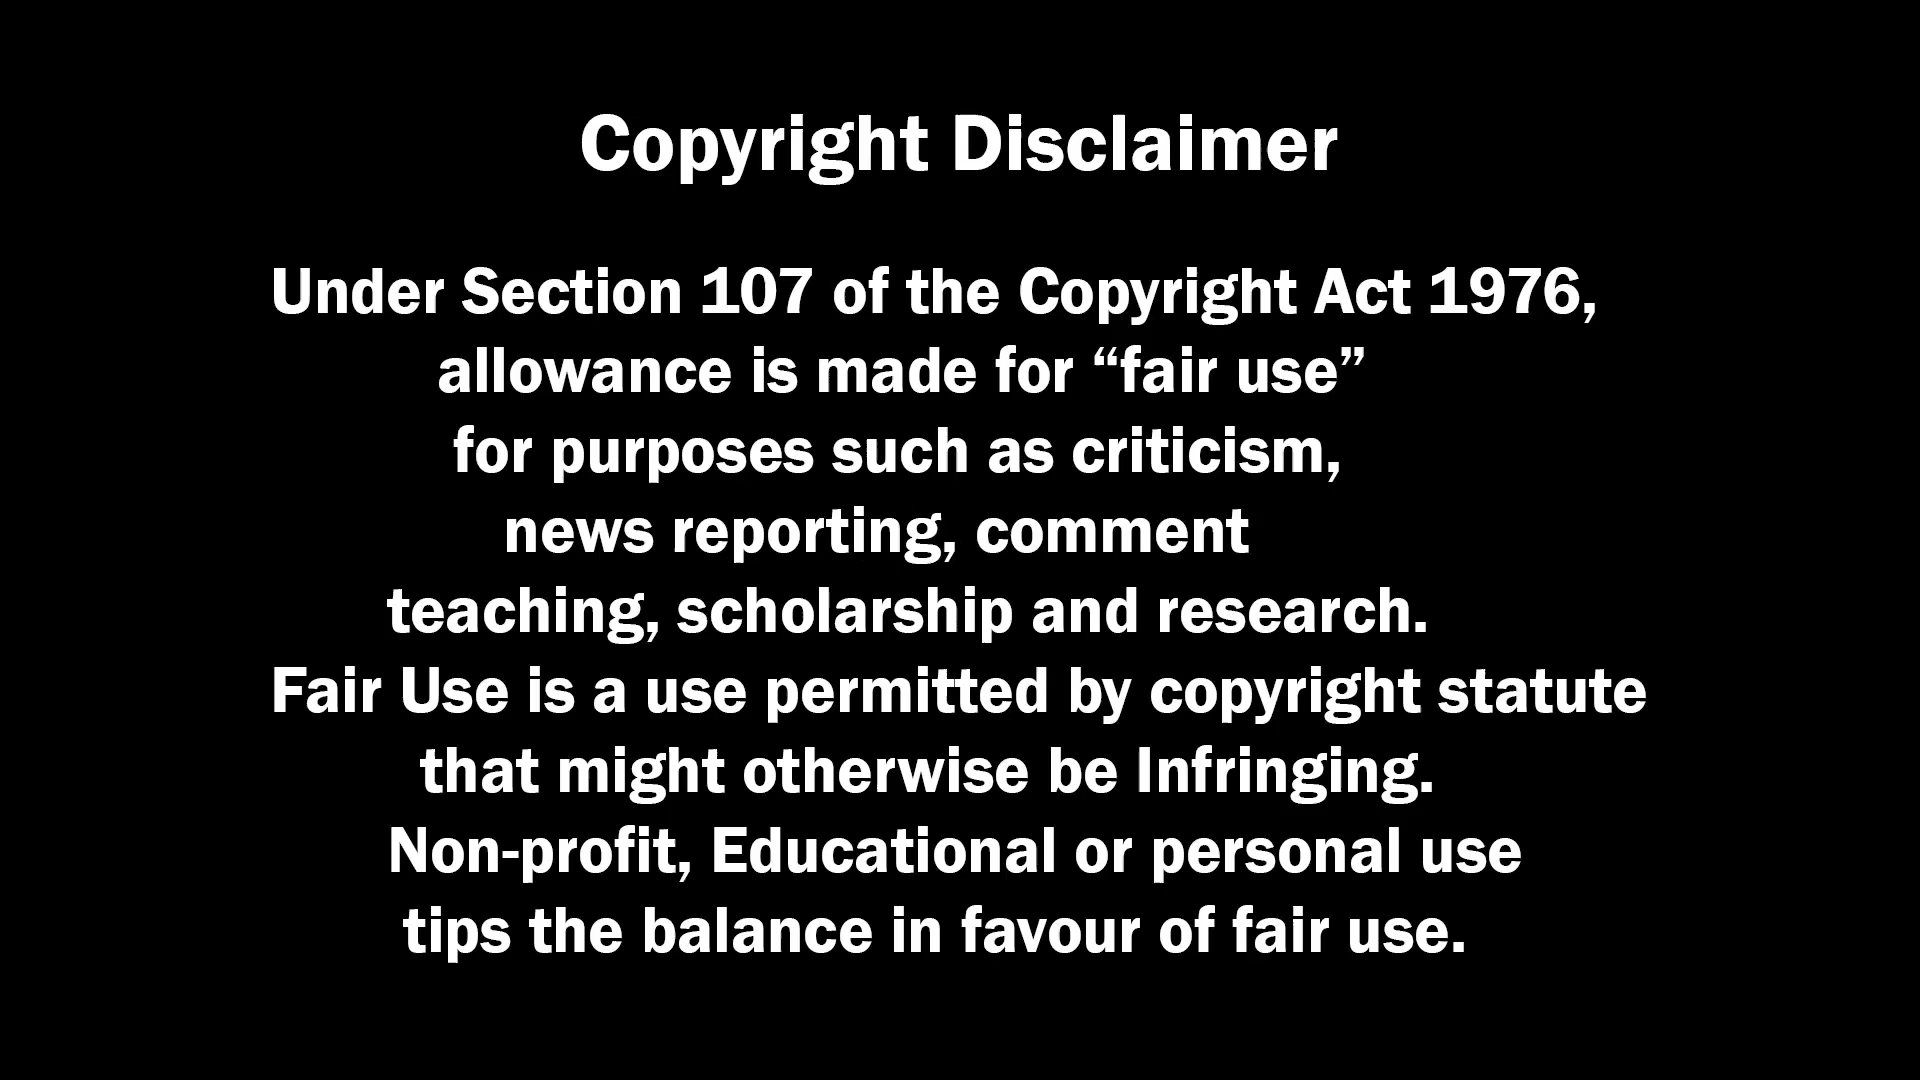 Copyright Disclaimer
Under Section 107 of the Copyright Act 1976,
allowance is made for “fair use”
for purposes such as criticism,
news reporting, comment
teaching, scholarship and research.
Fair Use is a use permitted by copyright statute
that might otherwise be Infringing.
Non-profit, Educational or personal use
tips the balance in favour of fair use.